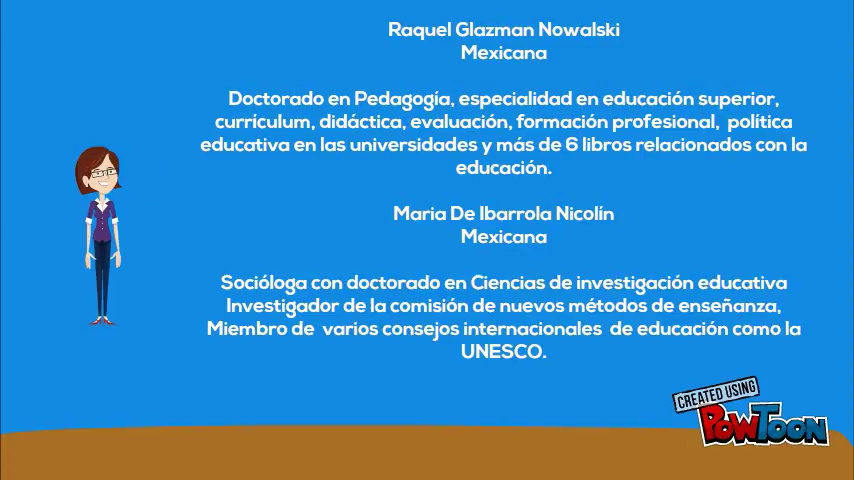 Raquel Glazman Nowalski
Mexicana
Doctorado en Pedagogía, especialidad en educación superior,
currículum, didáctica, evaluación, formación profesional, política
educativa en las universidades y más de 6 libros relacionados con la
educación.
Maria De Ibarrola Nicolín
Mexicana
Socióloga con doctorado en Ciencias de investigación educativa
Investigador de la comisión de nuevos métodos de enseñanza,
Miembro de varios consejos internacionales de educación como la
UNESCO.
CREATED USING
POWTOON